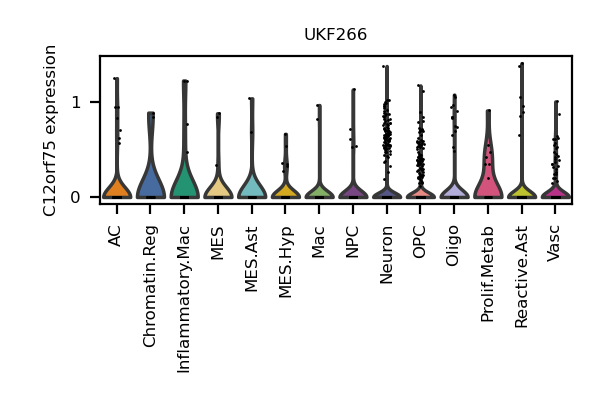 UKF266
C12orf75 expression
1
0
AC
Chromatin.Reg
Inflammatory.Mac
MES
MES.Ast
MES.Hyp
Mac
NPC
Neuron
OPC
Oligo
Prolif.Metab
Reactive.Ast
Vasc